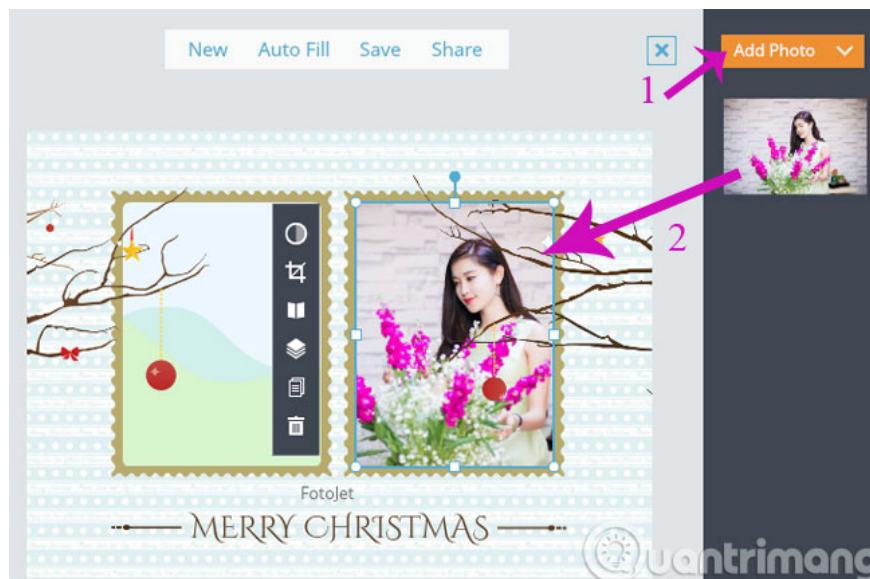 New Auto Fill Save Share
Add Photo
1
2
FotoJet
MERRY CHRISTMAS
Quantrimang